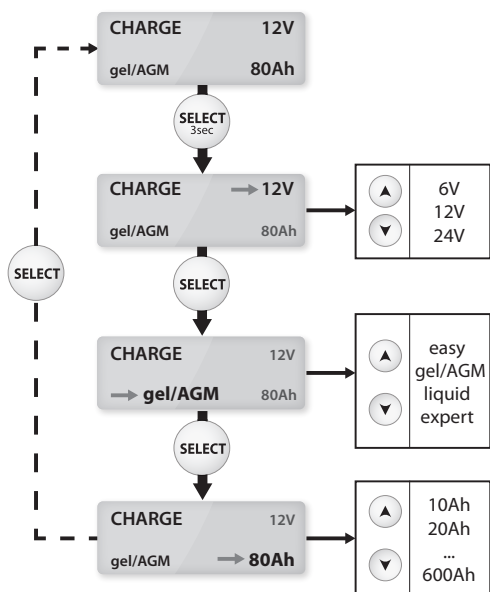 CHARGE 12V
gel/AGM 80Ah
SELECT
3sec
CHARGE → 12V
gel/AGM 80Ah
6V
12V
24V
SELECT
SELECT
CHARGE 12V
→ gel/AGM 80Ah
easy
gel/AGM
liquid
expert
SELECT
CHARGE 12V
gel/AGM → 80Ah
10Ah
20Ah
...
600Ah